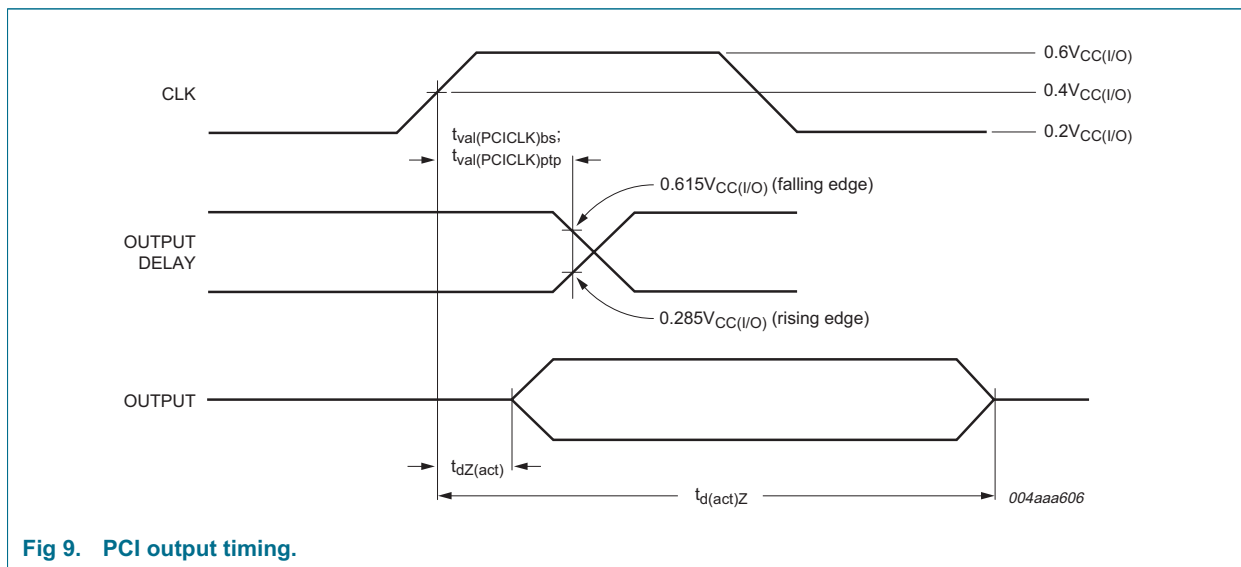 0.6VCC(I/O)
CLK
0.4VCC(I/O)
0.2VCC(I/O)
tval(PCICLK)bs;
tval(PCICLK)ptp
0.615VCC(I/O) (falling edge)
OUTPUT
DELAY
0.285VCC(I/O) (rising edge)
OUTPUT
tdZ(act)
td(act)Z
004aaa606
Fig 9. PCI output timing.